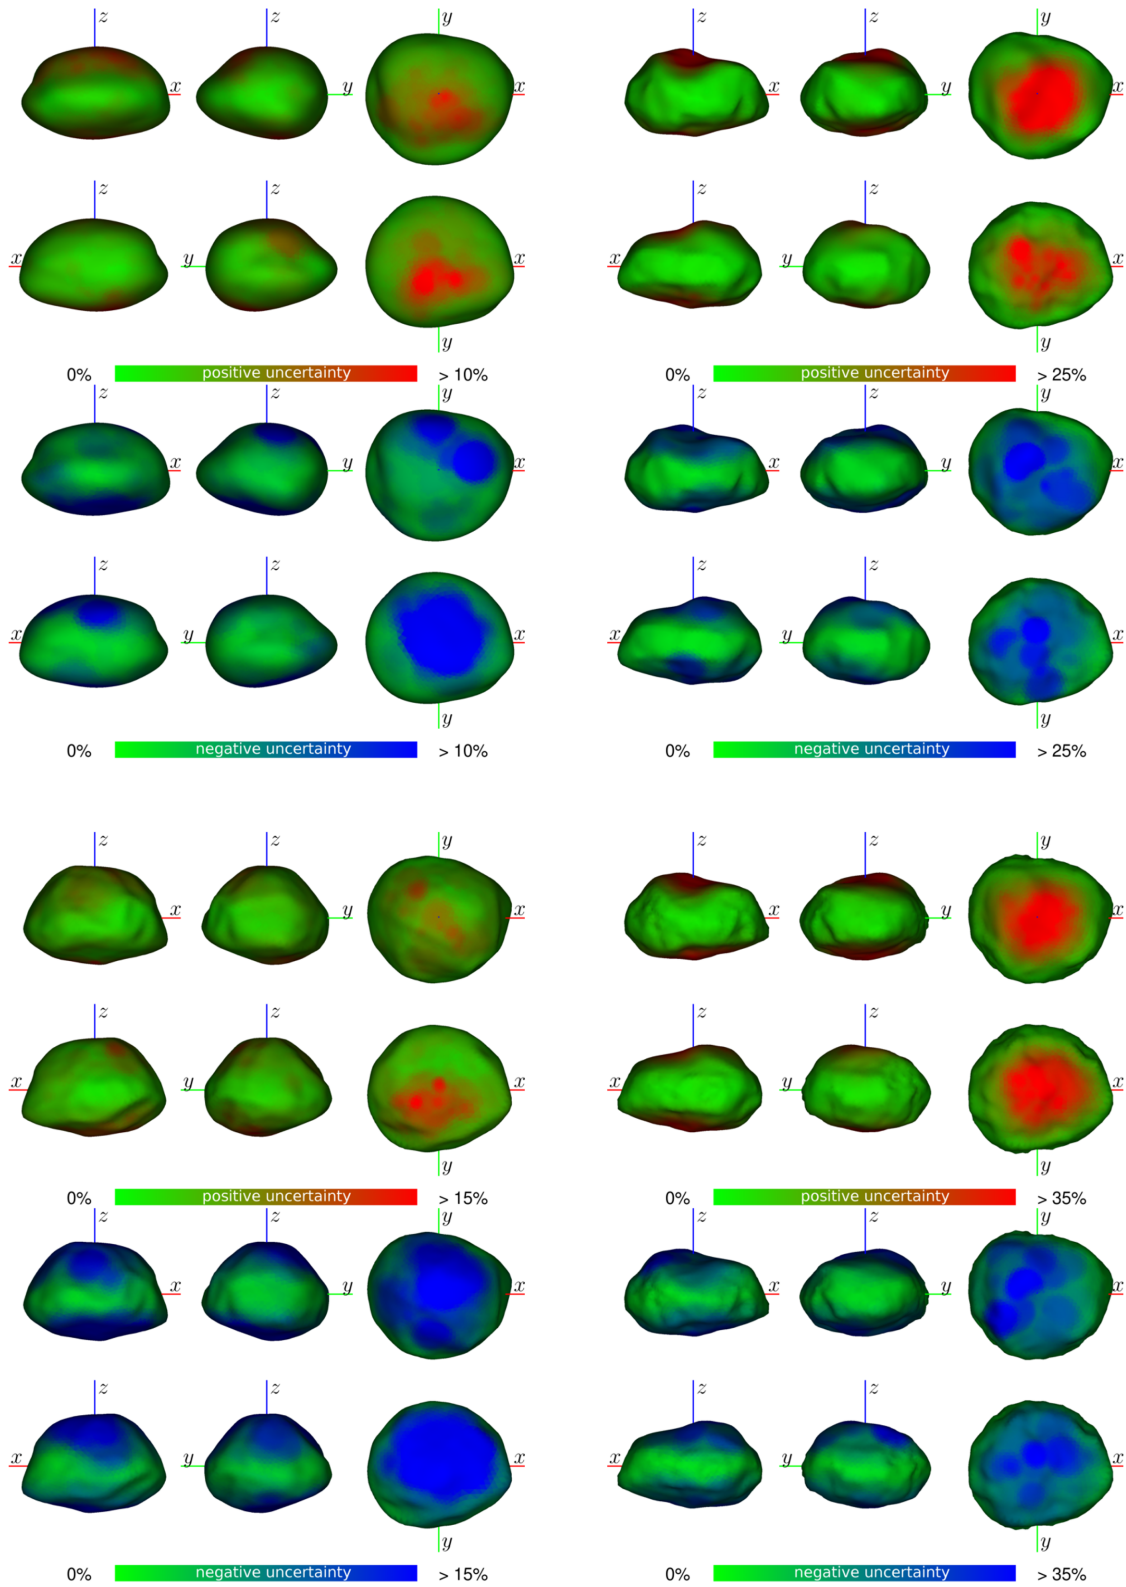 z z y z z y
x y x x y x
z z z z
x y x x y x
y y
0% positive uncertainty > 10% 0% positive uncertainty > 25%
z z y z z y
x y x x y x
z z z z
x y x x y x
y y
0% negative uncertainty > 10% 0% negative uncertainty > 25%
z z y z z y
x y x x y x
z z z z
x y x x y x
y y
0% positive uncertainty > 15% 0% positive uncertainty > 35%
z z y z z y
x y x x y x
z z z z
x y x x y x
y y
0% negative uncertainty > 15% 0% negative uncertainty > 35%